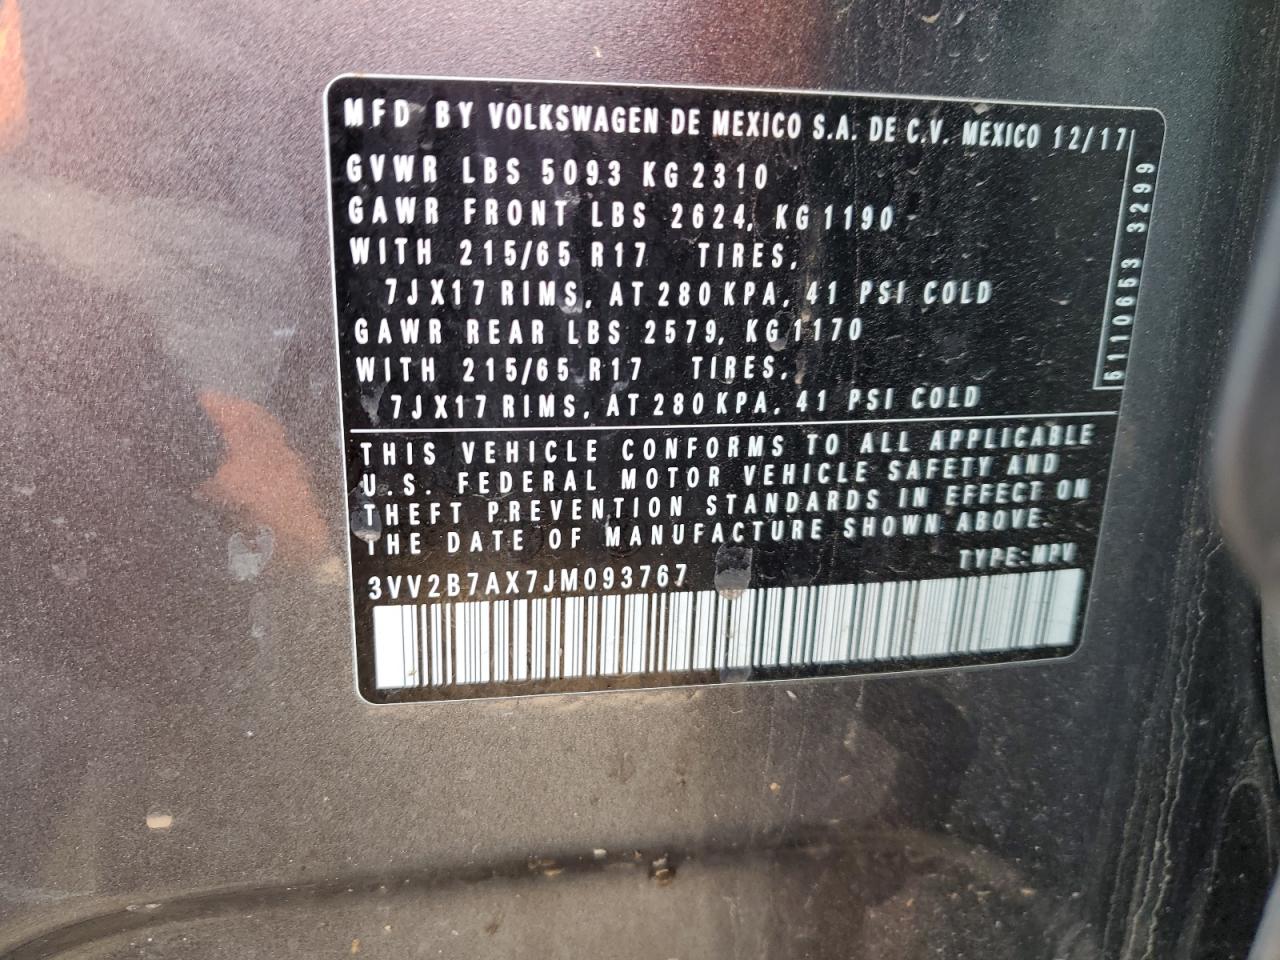 MFD BY VOLKSWAGEN DE MEXICO S.A. DE C.V. MEXICO 12/17
GVWR LBS 5093 KG 2310
GAWR FRONT LBS 2624, KG 1190
WITH 215/65 R17 TIRES,
7JX17 RIMS, AT 280 KPA, 41 PSI COLD
GAWR REAR LBS 2579, KG 1170
WITH 215/65 R17 TIRES,
7JX17 RIMS, AT 280 KPA, 41 PSI COLD
THIS VEHICLE CONFORMS TO ALL APPLICABLE
U.S. FEDERAL MOTOR VEHICLE SAFETY AND
THEFT PREVENTION STANDARDS IN EFFECT ON
THE DATE OF MANUFACTURE SHOWN ABOVE.
TYPE:MPV
3VV2B7AX7JM093767
3299